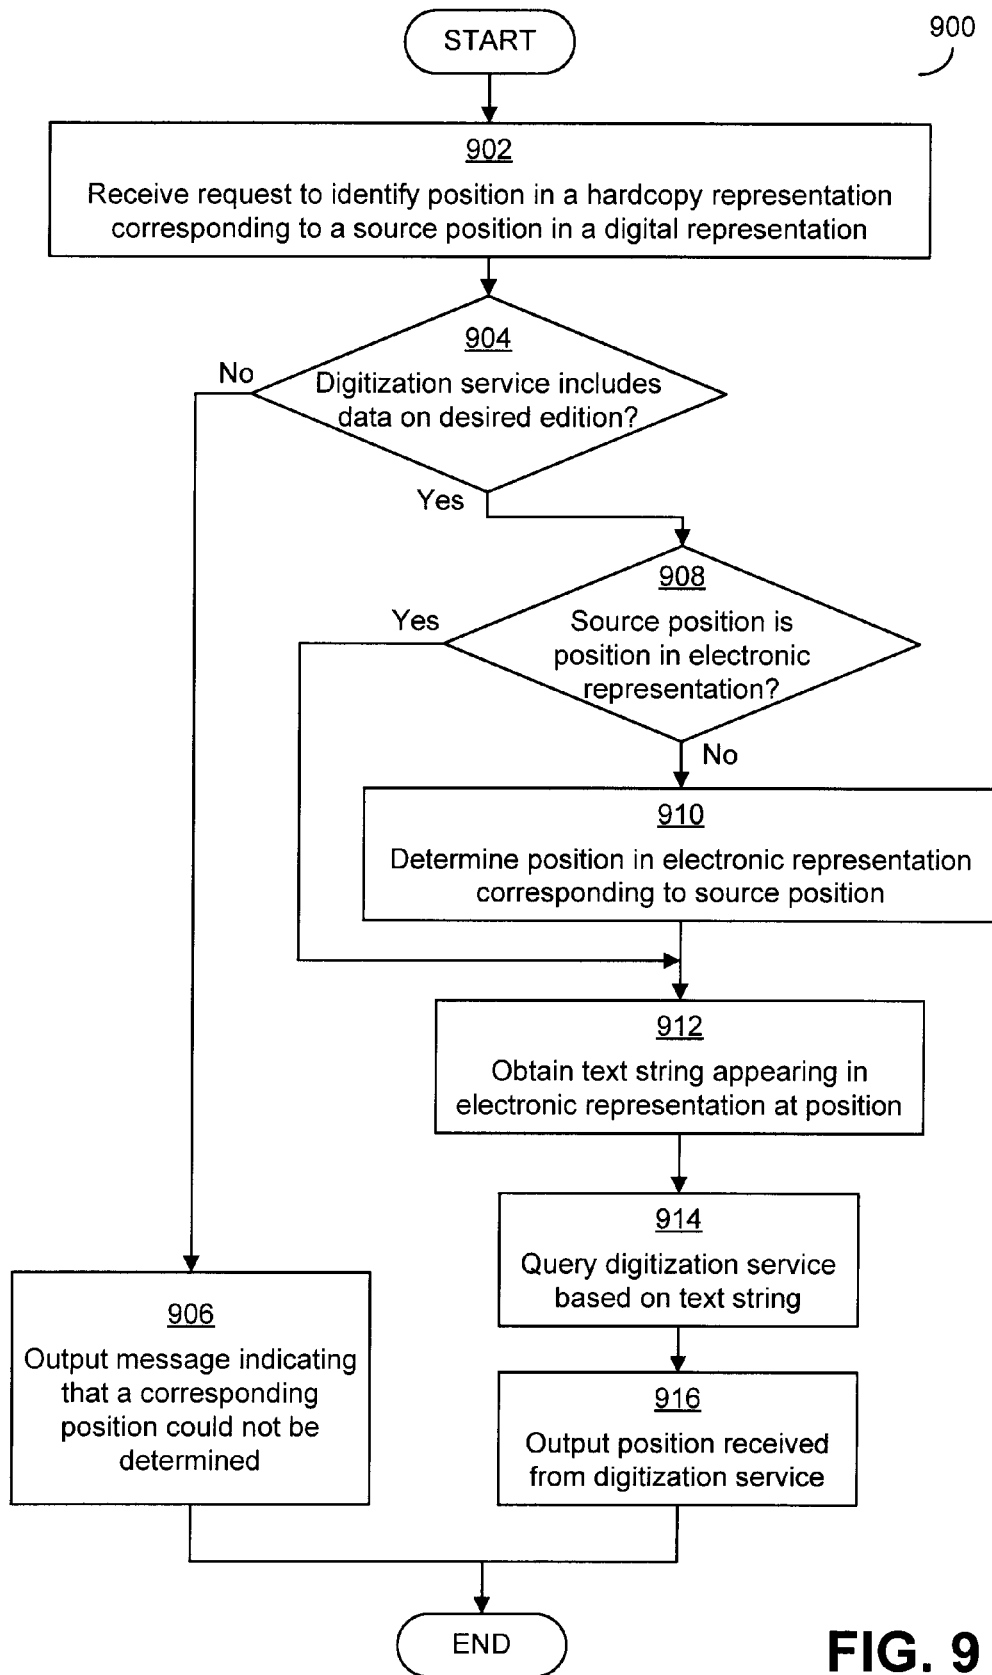 START
900
902
Receive request to identify position in a hardcopy representation
corresponding to a source position in a digital representation
904
Digitization service includes
data on desired edition?
No
Yes
908
Source position is
position in electronic
representation?
Yes
No
910
Determine position in electronic representation
corresponding to source position
912
Obtain text string appearing in
electronic representation at position
914
Query digitization service
based on text string
906
Output message indicating
that a corresponding
position could not be
determined
916
Output position received
from digitization service
END
FIG. 9